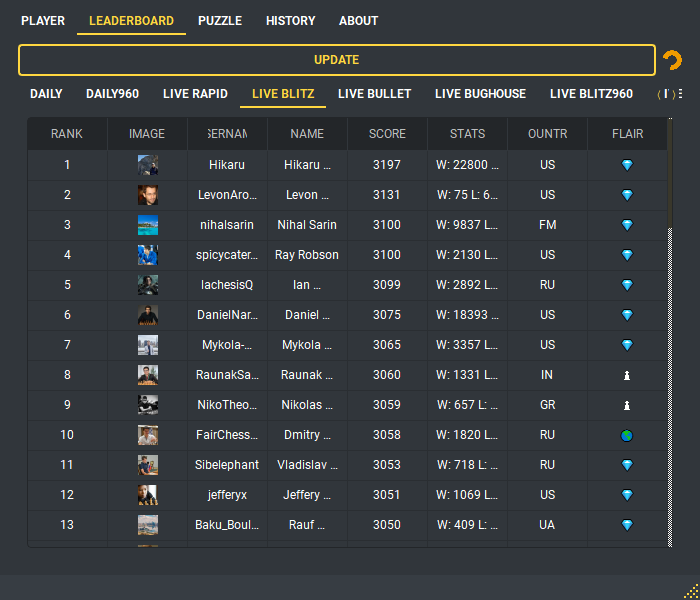 PLAYER LEADERBOARD PUZZLE HISTORY ABOUT
UPDATE
DAILY DAILY960 LIVE RAPID LIVE BLITZ LIVE BULLET LIVE BUGHOUSE LIVE BLITZ960
RANK IMAGE SERNAM NAME SCORE STATS OUNTR FLAIR
1 Hikaru Hikaru ... 3197 W: 22800 ... US
2 LevonAro... Levon ... 3131 W: 75 L: 6... US
3 nihalsarin Nihal Sarin 3100 W: 9837 L... FM
4 spicycater... Ray Robson 3100 W: 2130 L... US
5 lachesisQ Ian ... 3099 W: 2892 L... RU
6 DanielNar... Daniel ... 3075 W: 18393 ... US
7 Mykola-... Mykola ... 3065 W: 3357 L... US
8 RaunakSa... Raunak ... 3060 W: 1331 L... IN
9 NikoTheo... Nikolas ... 3059 W: 657 L: ... GR
10 FairChess... Dmitry ... 3058 W: 1820 L... RU
11 Sibelephant Vladislav ... 3053 W: 718 L: ... RU
12 jefferyx Jeffery ... 3051 W: 1069 L... US
13 Baku_Boul... Rauf ... 3050 W: 409 L: ... UA